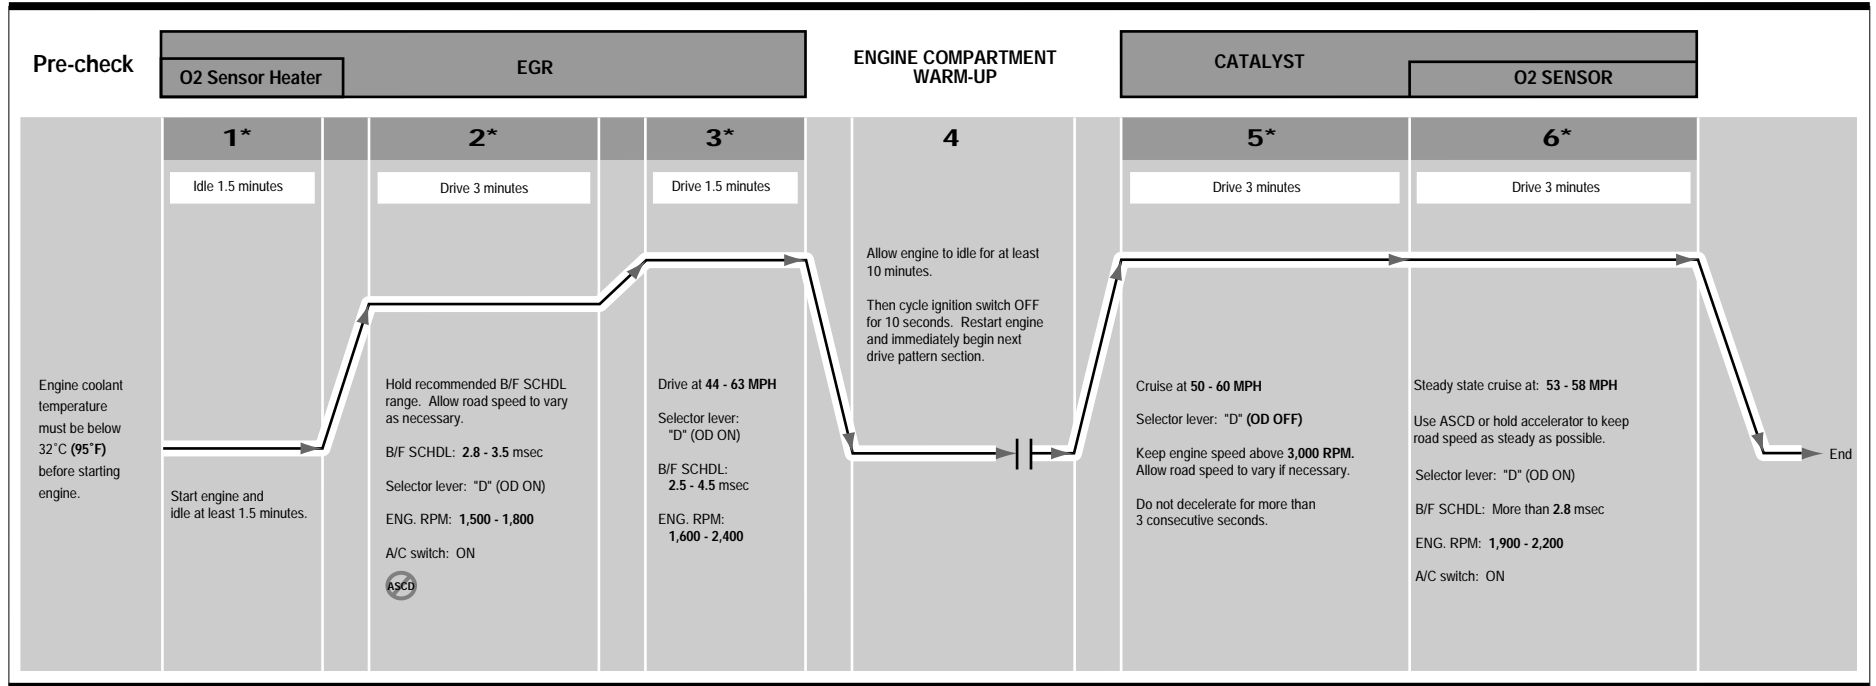 Pre-check
O2 Sensor Heater
EGR
ENGINE COMPARTMENT
WARM-UP
CATALYST
O2 SENSOR
1*
2*
3*
4
5*
6*
Idle 1.5 minutes
Drive 3 minutes
Drive 1.5 minutes
Drive 3 minutes
Drive 3 minutes
Engine coolant
temperature
must be below
32˚C (95˚F)
before starting
engine.
Start engine and
idle at least 1.5 minutes.
Hold recommended B/F SCHDL
range. Allow road speed to vary
as necessary.
B/F SCHDL: 2.8 - 3.5 msec
Selector lever: "D" (OD ON)
ENG. RPM: 1,500 - 1,800
A/C switch: ON
ASCD
Drive at 44 - 63 MPH
Selector lever:
"D" (OD ON)
B/F SCHDL:
2.5 - 4.5 msec
ENG. RPM:
1,600 - 2,400
Allow engine to idle for at least
10 minutes.
Then cycle ignition switch OFF
for 10 seconds. Restart engine
and immediately begin next
drive pattern section.
Cruise at 50 - 60 MPH
Selector lever: "D" (OD OFF)
Keep engine speed above 3,000 RPM.
Allow road speed to vary if necessary.
Do not decelerate for more than
3 consecutive seconds.
Steady state cruise at: 53 - 58 MPH
Use ASCD or hold accelerator to keep
road speed as steady as possible.
Selector lever: "D" (OD ON)
B/F SCHDL: More than 2.8 msec
ENG. RPM: 1,900 - 2,200
A/C switch: ON
End